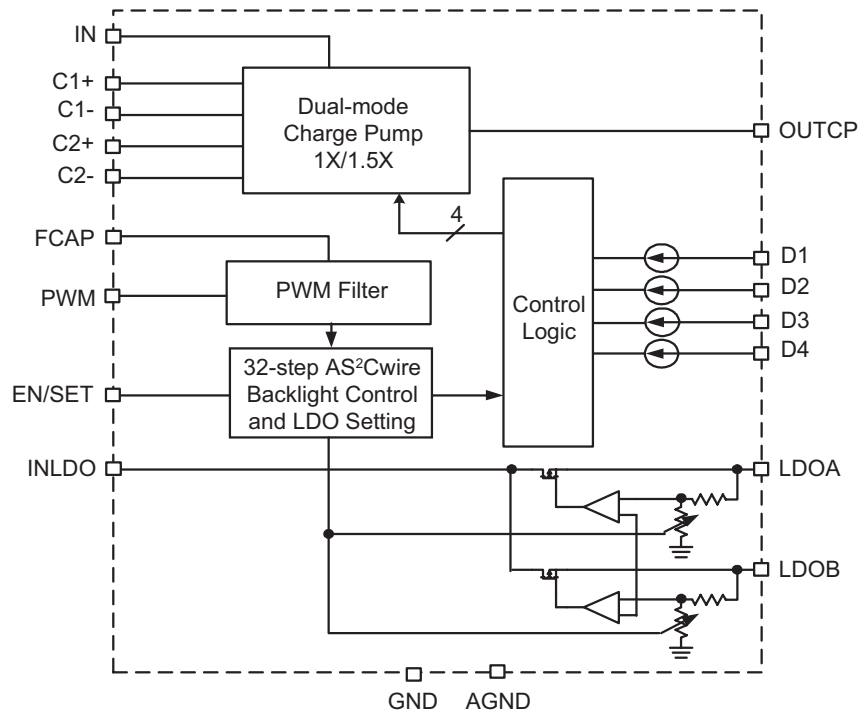 IN
C1+
C1-
C2+
C2-
Dual-mode
Charge Pump
1X/1.5X
OUTCP
4
FCAP
PWM
PWM Filter
Control
Logic
D1
D2
D3
D4
EN/SET
32-step AS²Cwire
Backlight Control
and LDO Setting
INLDO
LDOA
LDOB
GND
AGND